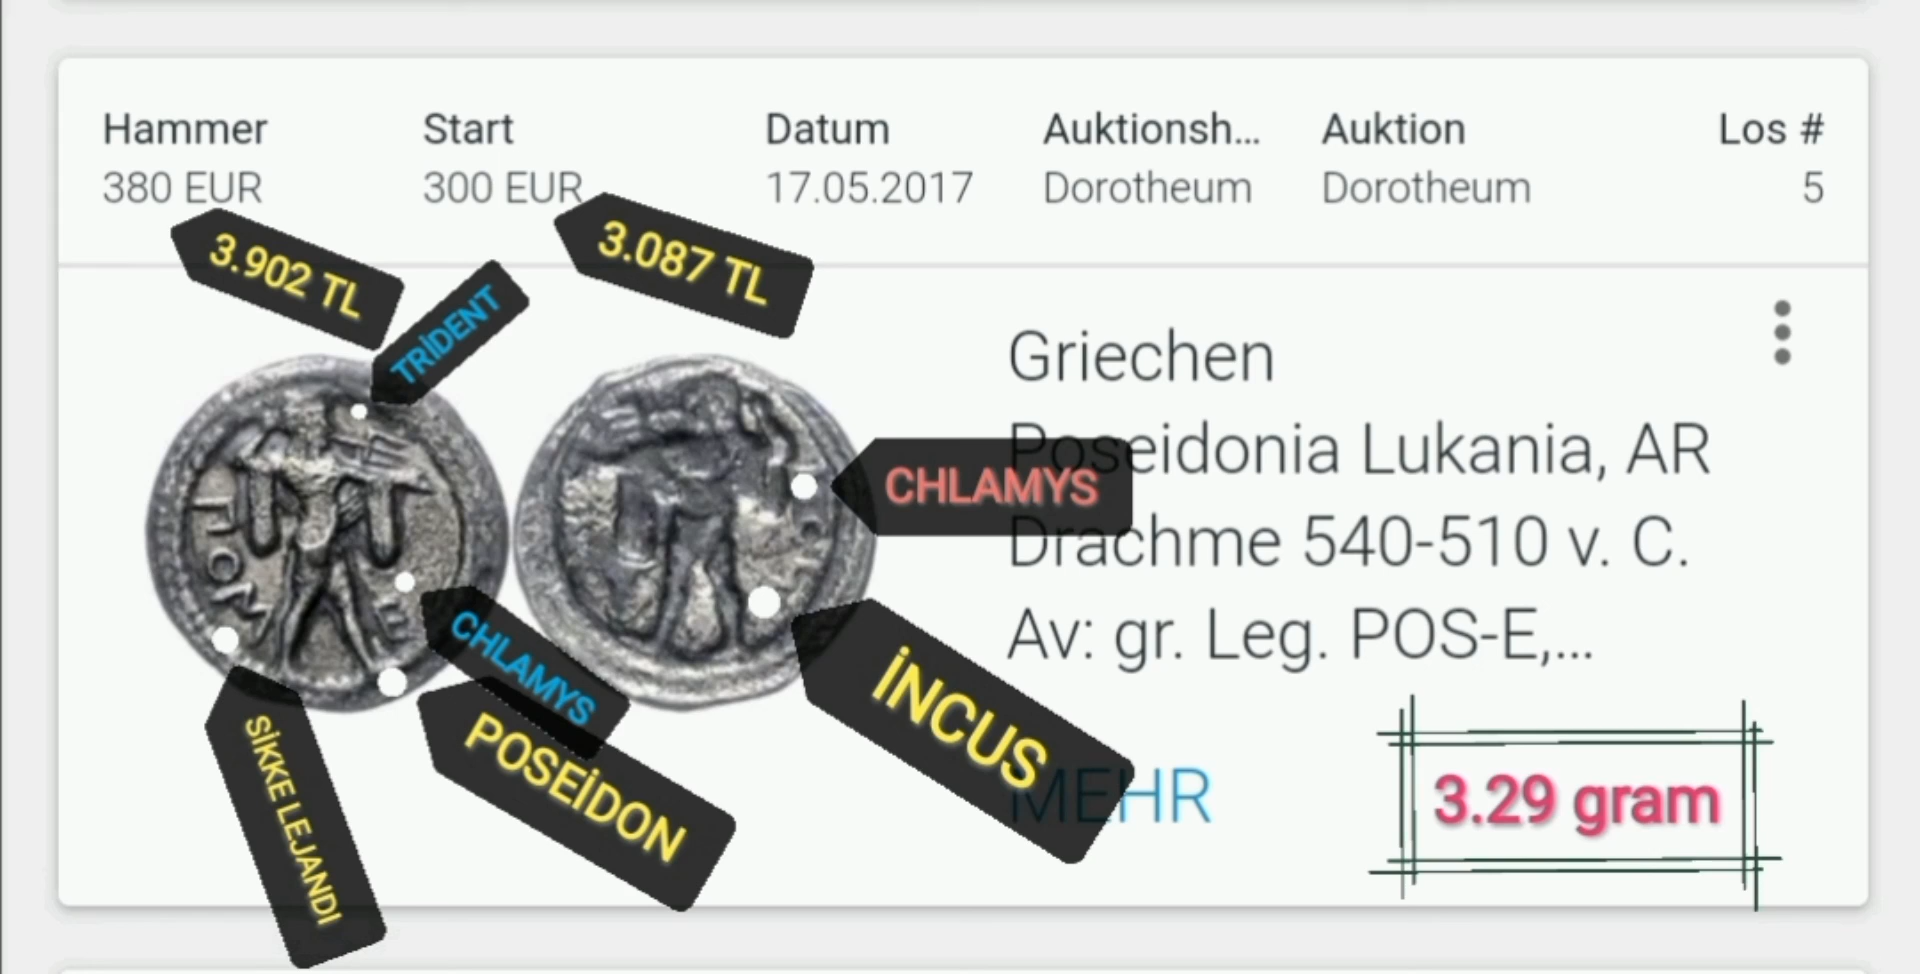 Hammer
380 EUR
Start
300 EUR
Datum
17.05.2017
Auktionsh...
Dorotheum
Auktion
Dorotheum
Los #
5
3.902 TL
3.087 TL
TRİDENT
Griechen
Poseidonia Lukania, AR
Drachme 540-510 v. C.
Av: gr. Leg. POS-E,...
CHLAMYS
CHLAMYS
İNCUS
POSEİDON
SİKKE LEJANDI
MEHR
3.29 gram